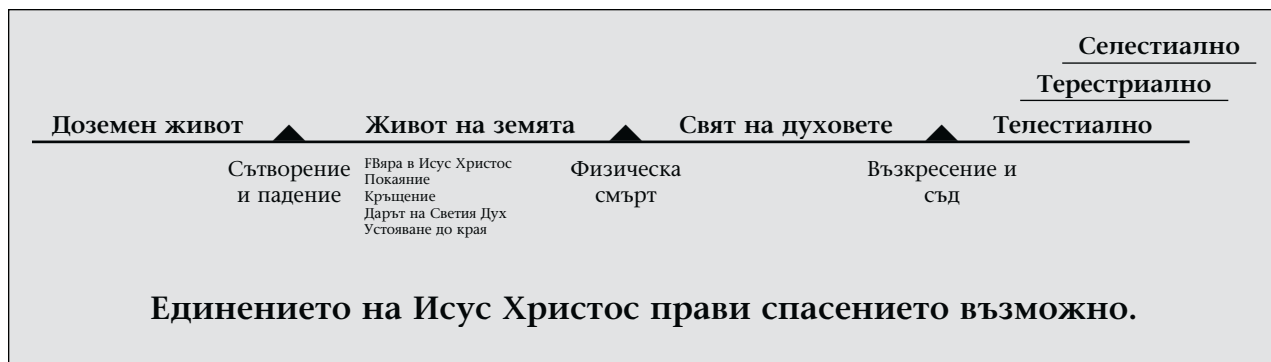 Селестиално
Терестриално
Доземен живот Живот на земята Свят на духовете Телестиално
Сътворение
и падение
FВяра в Исус Христос
Покаяние
Кръщение
Дарът на Светия Дух
Устояване до края
Физическа
смърт
Възкресение и
съд
Единението на Исус Христос прави спасението възможно.